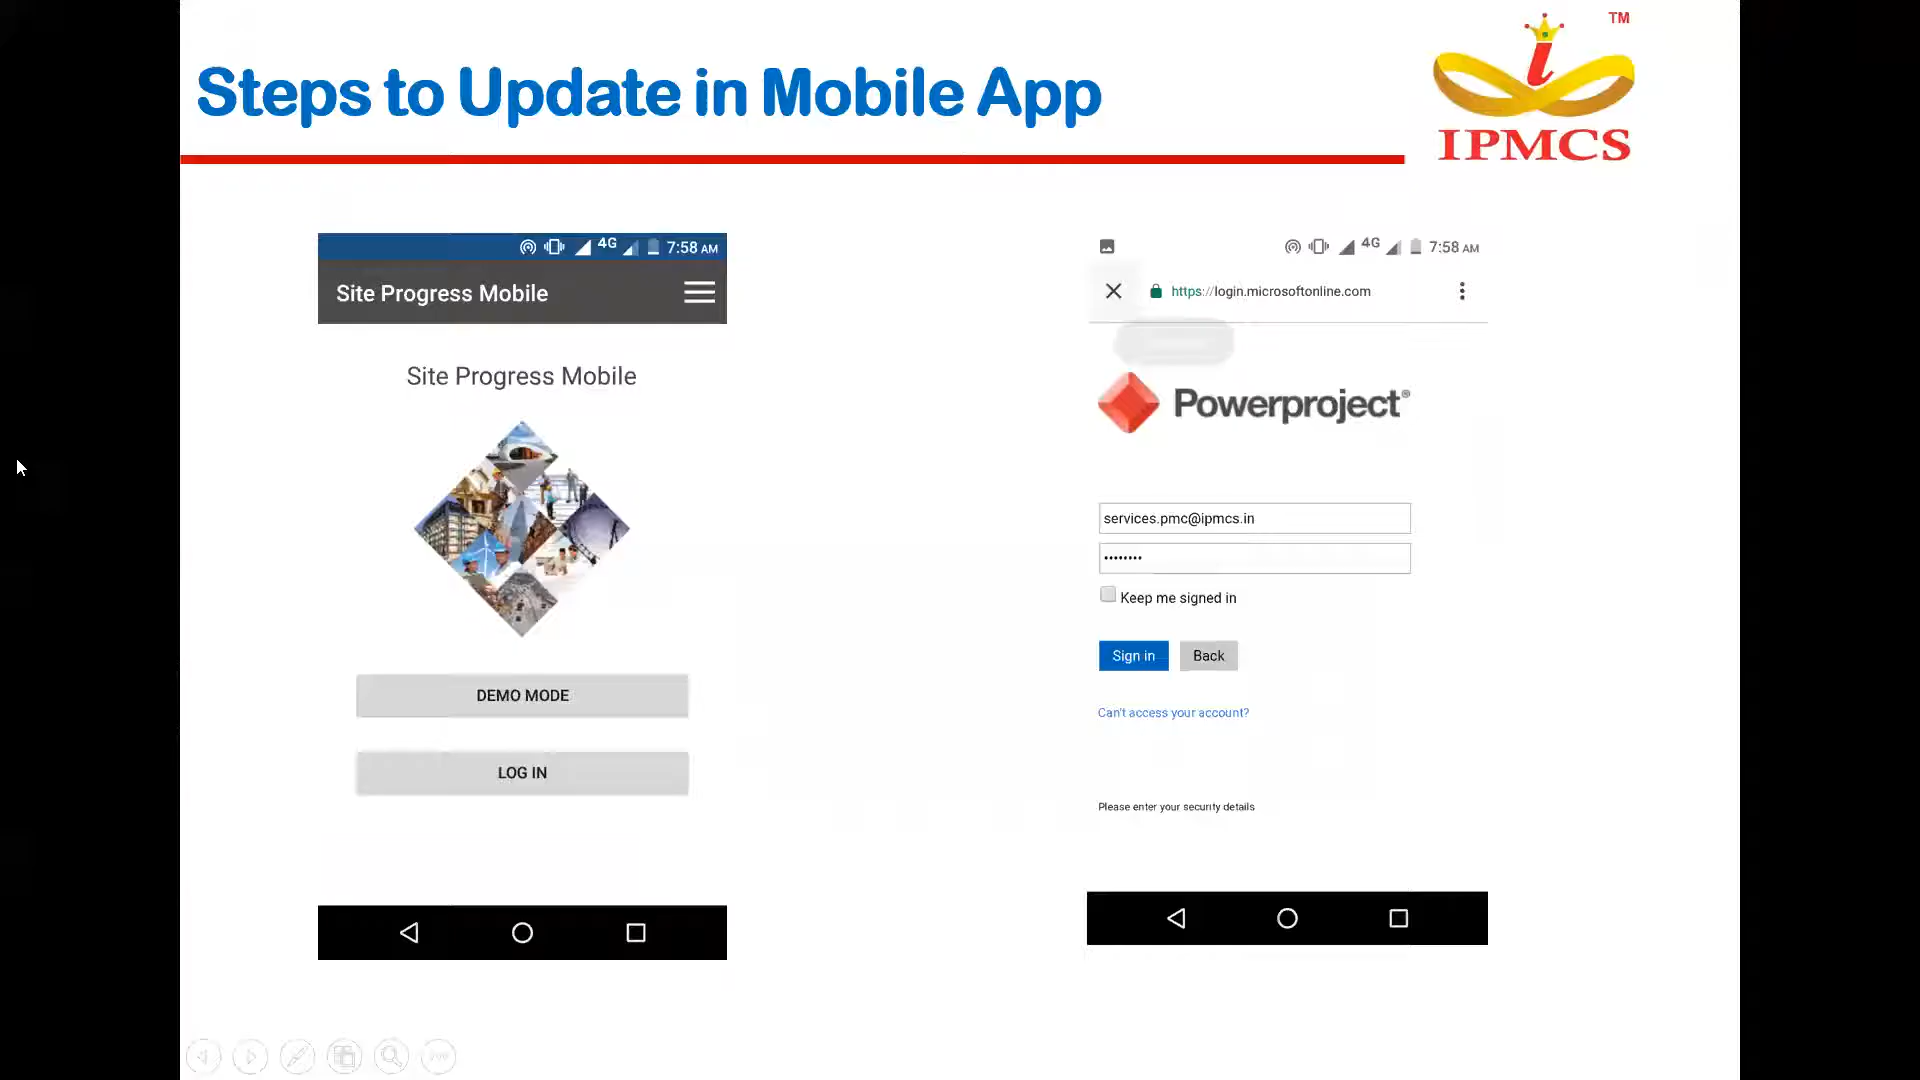 Steps to Update in Mobile App
TM
IPMCS
4G 7:58 AM
Site Progress Mobile
Site Progress Mobile
DEMO MODE
LOG IN
4G 7:58 AM
https://login.microsoftonline.com
Powerproject®
services.pmc@ipmcs.in
••••••••
Keep me signed in
Sign in Back
Can't access your account?
Please enter your security details